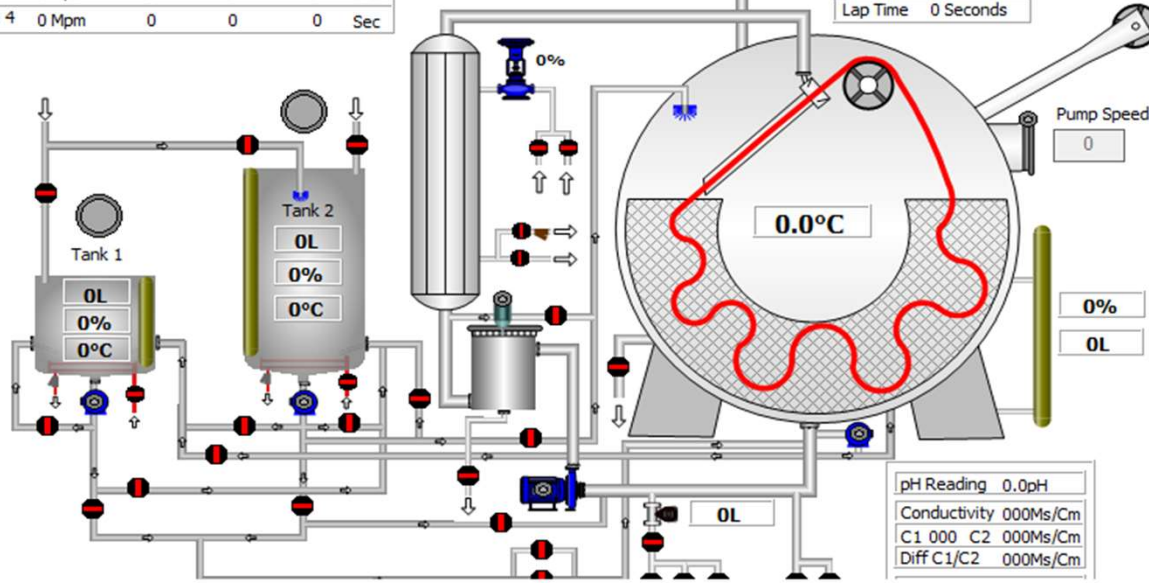 4 0 Mpm 0 0 0 Sec
Lap Time 0 Seconds
0%
Pump Speed
0
Tank 2
0L
0%
0°C
Tank 1
0L
0%
0°C
0.0°C
0%
0L
0L
pH Reading 0.0pH
Conductivity 000Ms/Cm
C1 000 C2 000Ms/Cm
Diff C1/C2 000Ms/Cm